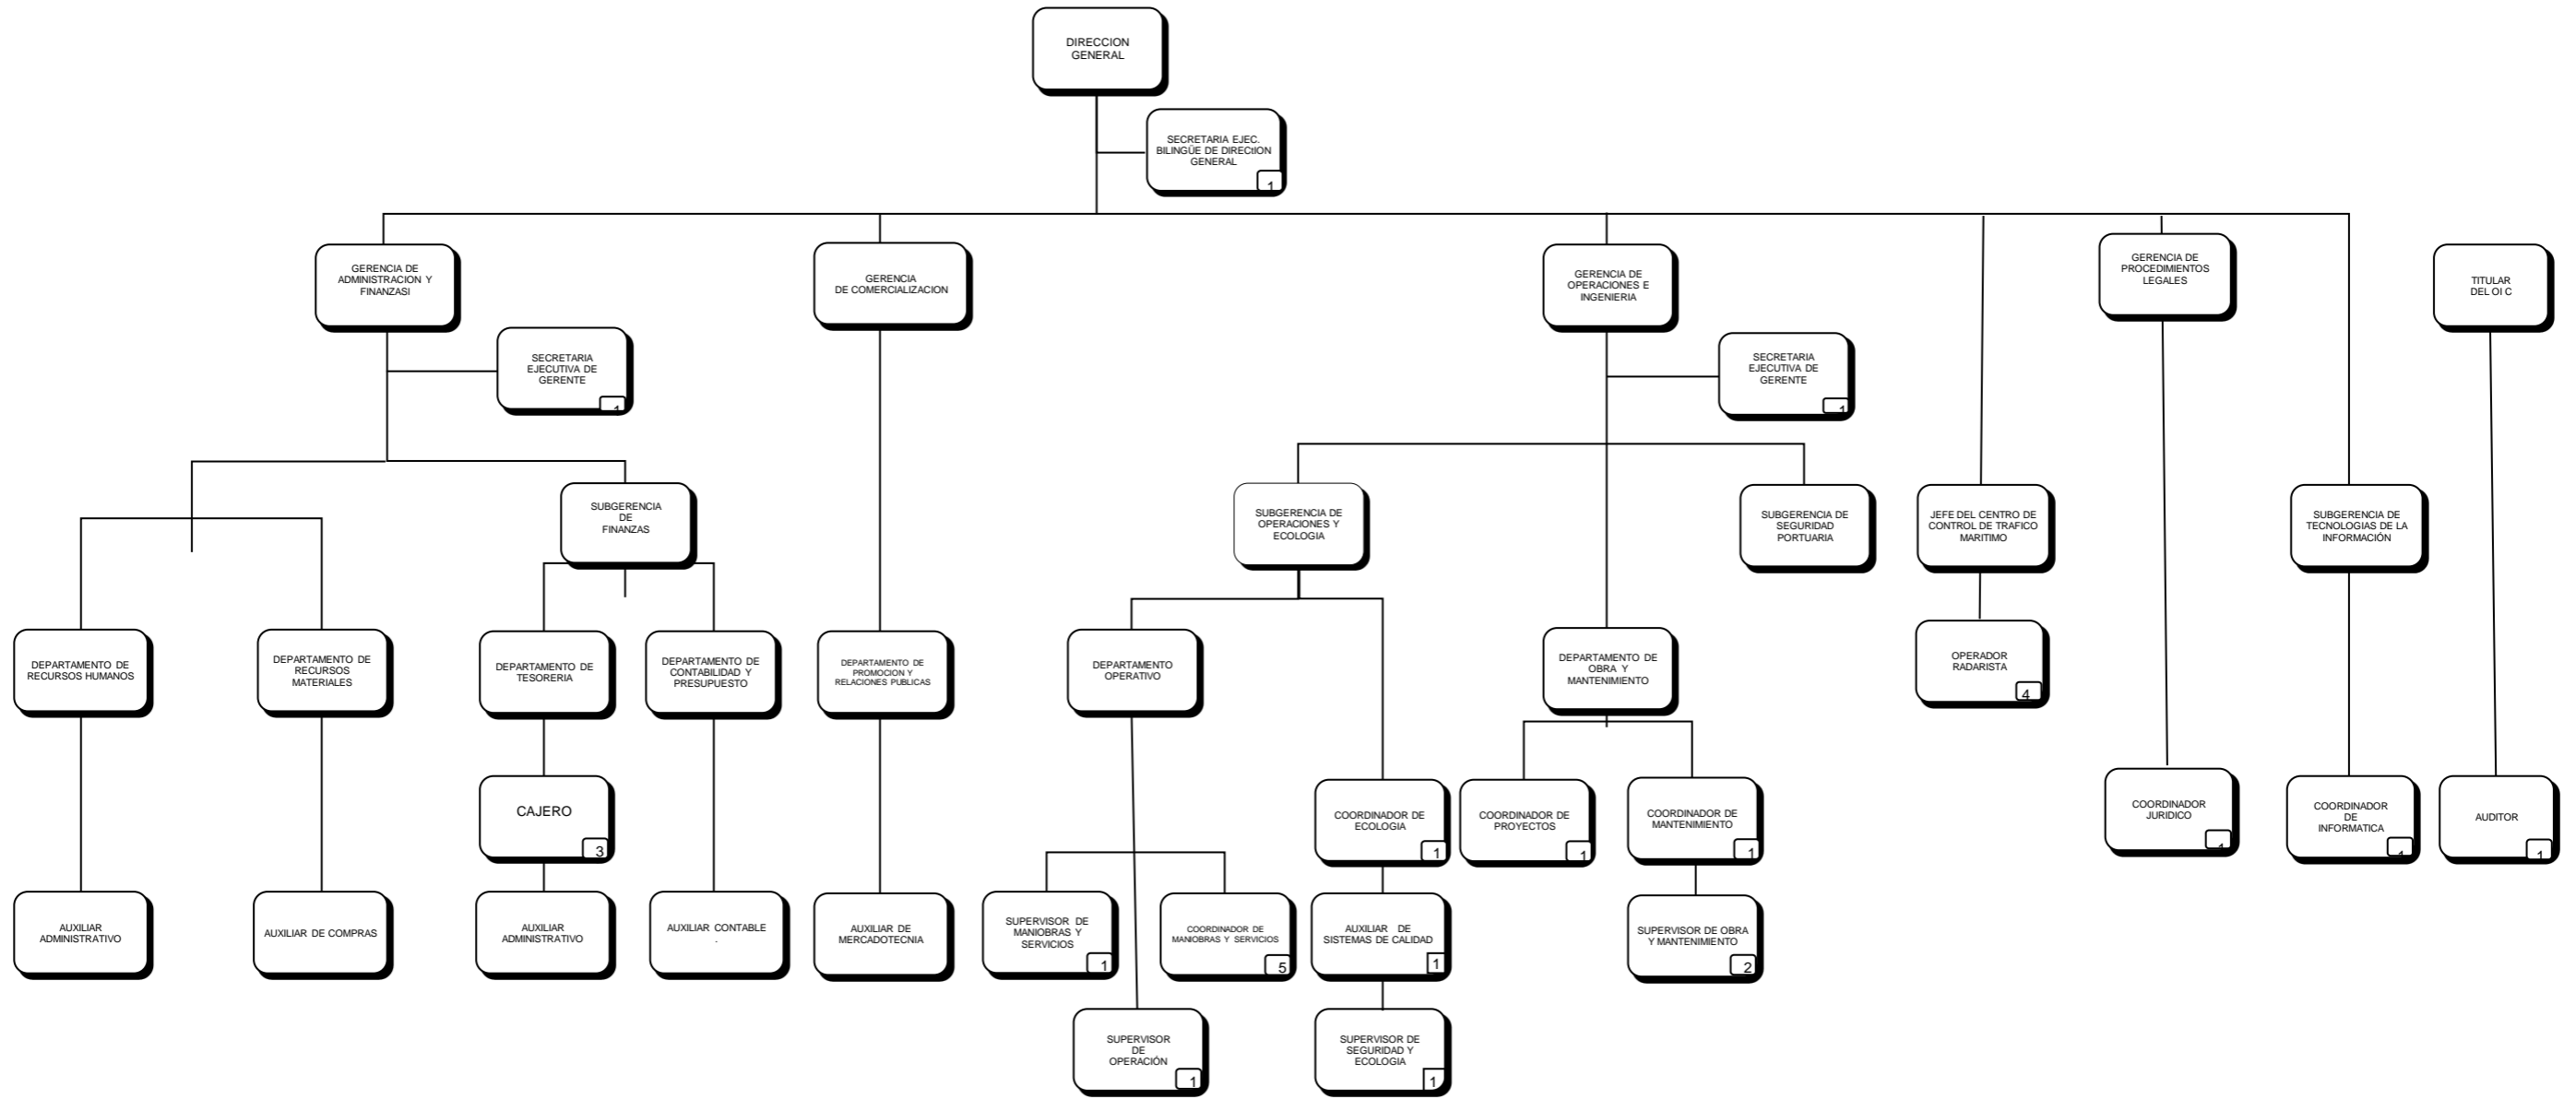 DIRECCION
GENERAL
SECRETARIA EJEC.
BILINGÜE DE DIRECtION
GENERAL
1
GERENCIA DE
ADMINISTRACION Y
FINANZASI
GERENCIA
DE COMERCIALIZACION
GERENCIA DE
OPERACIONES E
INGENIERIA
GERENCIA DE
PROCEDIMIENTOS
LEGALES
TITULAR
DEL OI C
SECRETARIA
EJECUTIVA DE
GERENTE
1
SECRETARIA
EJECUTIVA DE
GERENTE
1
SUBGERENCIA
DE
FINANZAS
SUBGERENCIA DE
OPERACIONES Y
ECOLOGIA
SUBGERENCIA DE
SEGURIDAD
PORTUARIA
JEFE DEL CENTRO DE
CONTROL DE TRAFICO
MARITIMO
SUBGERENCIA DE
TECNOLOGIAS DE LA
INFORMACIÓN
DEPARTAMENTO DE
RECURSOS HUMANOS
DEPARTAMENTO DE
RECURSOS
MATERIALES
DEPARTAMENTO DE
TESORERIA
DEPARTAMENTO DE
CONTABILIDAD Y
PRESUPUESTO
DEPARTAMENTO DE
PROMOCION Y
RELACIONES PUBLICAS
DEPARTAMENTO
OPERATIVO
DEPARTAMENTO DE
OBRA Y
MANTENIMIENTO
OPERADOR
RADARISTA
4
CAJERO
3
COORDINADOR DE
ECOLOGIA
1
COORDINADOR DE
PROYECTOS
1
COORDINADOR DE
MANTENIMIENTO
1
COORDINADOR
JURIDICO
1
COORDINADOR
DE
INFORMATICA
1
AUDITOR
1
AUXILIAR
ADMINISTRATIVO
AUXILIAR DE COMPRAS
AUXILIAR
ADMINISTRATIVO
AUXILIAR CONTABLE
.
AUXILIAR DE
MERCADOTECNIA
SUPERVISOR DE
MANIOBRAS Y
SERVICIOS
1
COORDINADOR DE
MANIOBRAS Y SERVICIOS
5
AUXILIAR DE
SISTEMAS DE CALIDAD
1
SUPERVISOR DE OBRA
Y MANTENIMIENTO
2
SUPERVISOR
DE
OPERACIÓN
1
SUPERVISOR DE
SEGURIDAD Y
ECOLOGIA
1